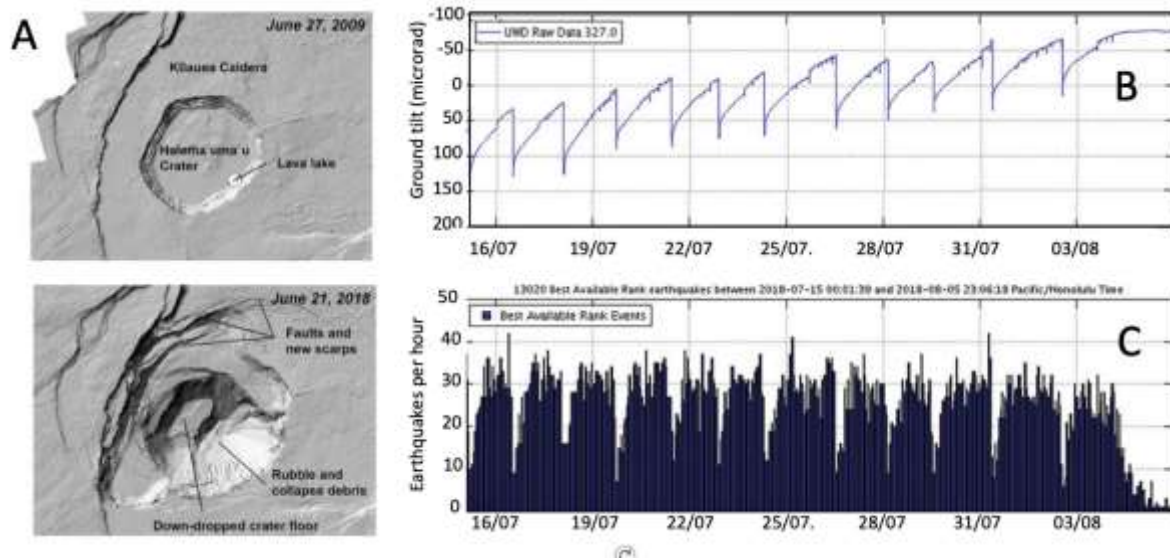 A
June 27, 2009
Kilauea Caldera
Crater
Lava lake
June 21, 2018
Faults and
new scarps
Rubble and
collapse debris
Down-dropped crater floor
B
Ground tilt (microrad)
-100
-50
0
50
100
150
200
UWD Raw Data 327.0
16/07 19/07 22/07 25/07. 28/07 31/07 03/08
C
13020 Best Available Rank earthquakes between 2018-07-15 00:01:39 and 2018-08-05 23:06:18 Pacific/Honolulu Time
Earthquakes per hour
50
40
30
20
10
0
Best Available Rank Events
16/07 19/07 22/07 25/07. 28/07 31/07 03/08